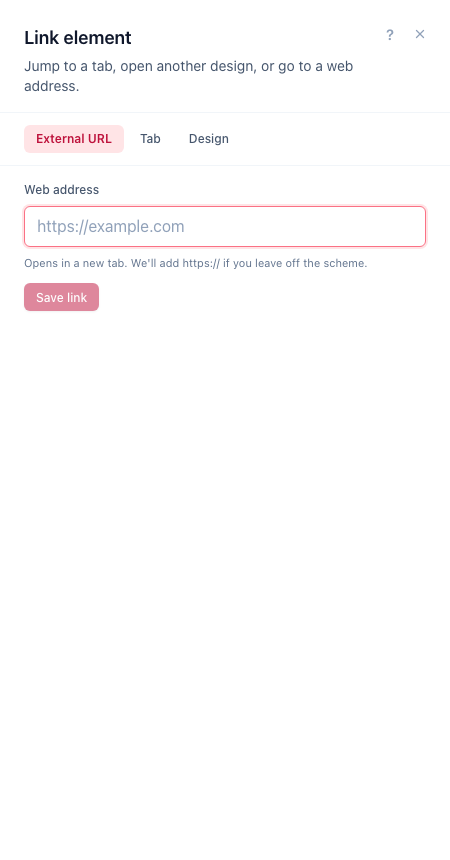 Link element
?
×
Jump to a tab, open another design, or go to a web
address.
External URL
Tab
Design
Web address
https://example.com
Opens in a new tab. We'll add https:// if you leave off the scheme.
Save link